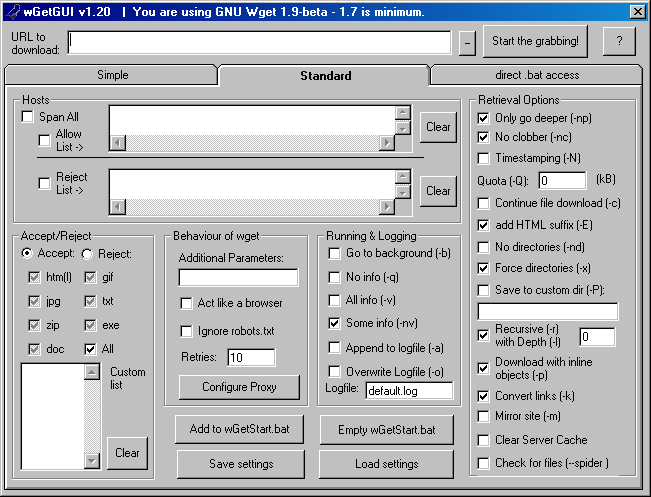 wGetGUI v1.20 | You are using GNU Wget 1.9-beta - 1.7 is minimum.
URL to
download:
-
Start the grabbing!
?
Simple
Standard
direct .bat access
Hosts
Span All
Allow
List ->
Clear
Reject
List ->
Clear
Accept/Reject
Accept:
Reject:
htm(l)
gif
jpg
txt
zip
exe
doc
All
Custom
list
Clear
Behaviour of wget
Additional Parameters:
Act like a browser
Ignore robots.txt
Retries: 10
Configure Proxy
Running & Logging
Go to background (-b)
No info (-q)
All info (-v)
Some info (-nv)
Append to logfile (-a)
Overwrite Logfile (-o)
Logfile: default.log
Add to wGetStart.bat
Empty wGetStart.bat
Save settings
Load settings
Retrieval Options
Only go deeper (-np)
No clobber (-nc)
Timestamping (-N)
Quota (-Q): 0 (kB)
Continue file download (-c)
add HTML suffix (-E)
No directories (-nd)
Force directories (-x)
Save to custom dir (-P):
Recursive (-r)
with Depth (-l) 0
Download with inline
objects (-p)
Convert links (-k)
Mirror site (-m)
Clear Server Cache
Check for files (--spider )